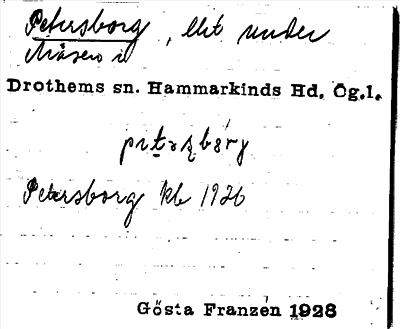 Petersborg, lht under
Måsen i
Drothems sn. Hammarkinds Hd. Ög.l.
Petersborg kb 1926
Gösta Franzén 1928